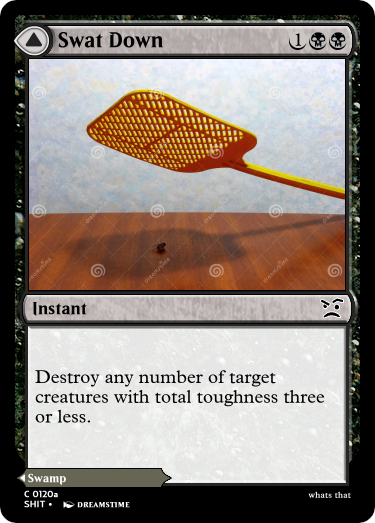 Swat Down
1
Instant
Destroy any number of target
creatures with total toughness three
or less.
Swamp
C 0120a
SHIT • DREAMSTIME
whats that